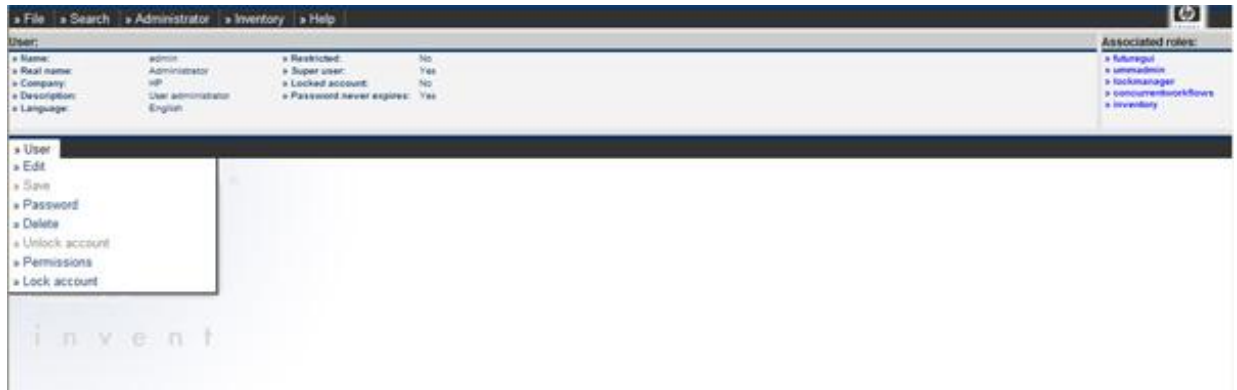 » File » Search » Administrator » Inventory » Help
hp
User:
Associated roles:
» Name: admin » Restricted: No
» Real name: Administrator » Super user: Yes
» Company: HP » Locked account: No
» Description: User administrator » Password never expires: Yes
» Language: English
» futuregui
» ummadmin
» lockmanager
» concurrentworkflows
» inventory
» User
» Edit
» Save
» Password
» Delete
» Unlock account
» Permissions
» Lock account
invent